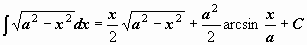 ∫√(a² − x²)dx = x/2 √(a² − x²) + a²/2 arcsin x/a + C